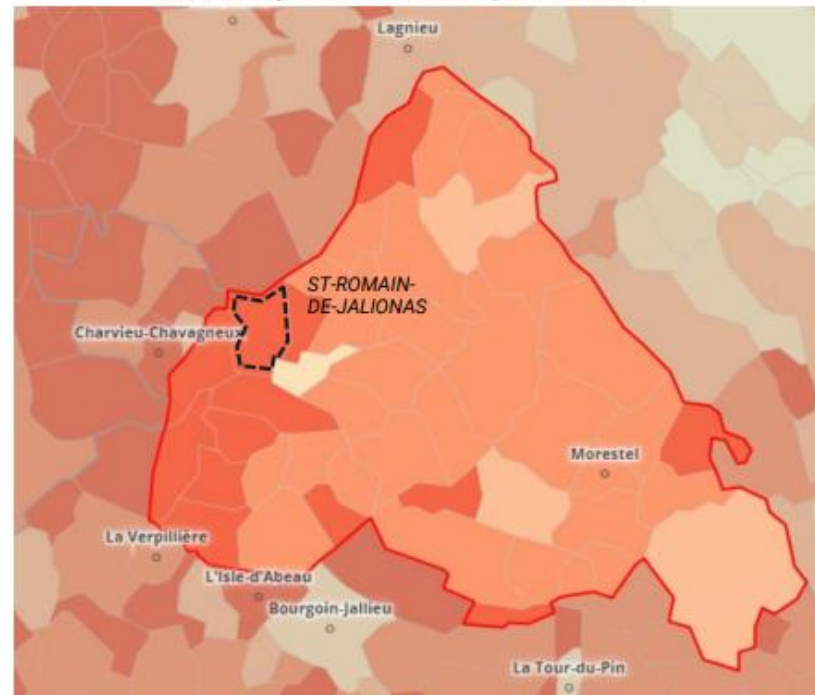 Lagnieu
ST-ROMAIN-
DE-JALIONAS
Charvieu-Chavagneux
Morestel
La Verpillière
L'Isle-d'Abeau
Bourgoin-Jallieu
La Tour-du-Pin